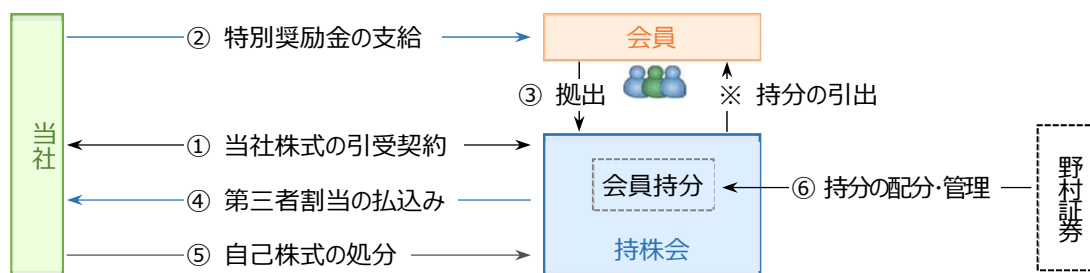 ② 特別奨励金の支給
会員
③ 拠出
※ 持分の引出
当社
① 当社株式の引受契約
会員持分
⑥ 持分の配分･管理
野村証券
④ 第三者割当の払込み
⑤ 自己株式の処分
持株会